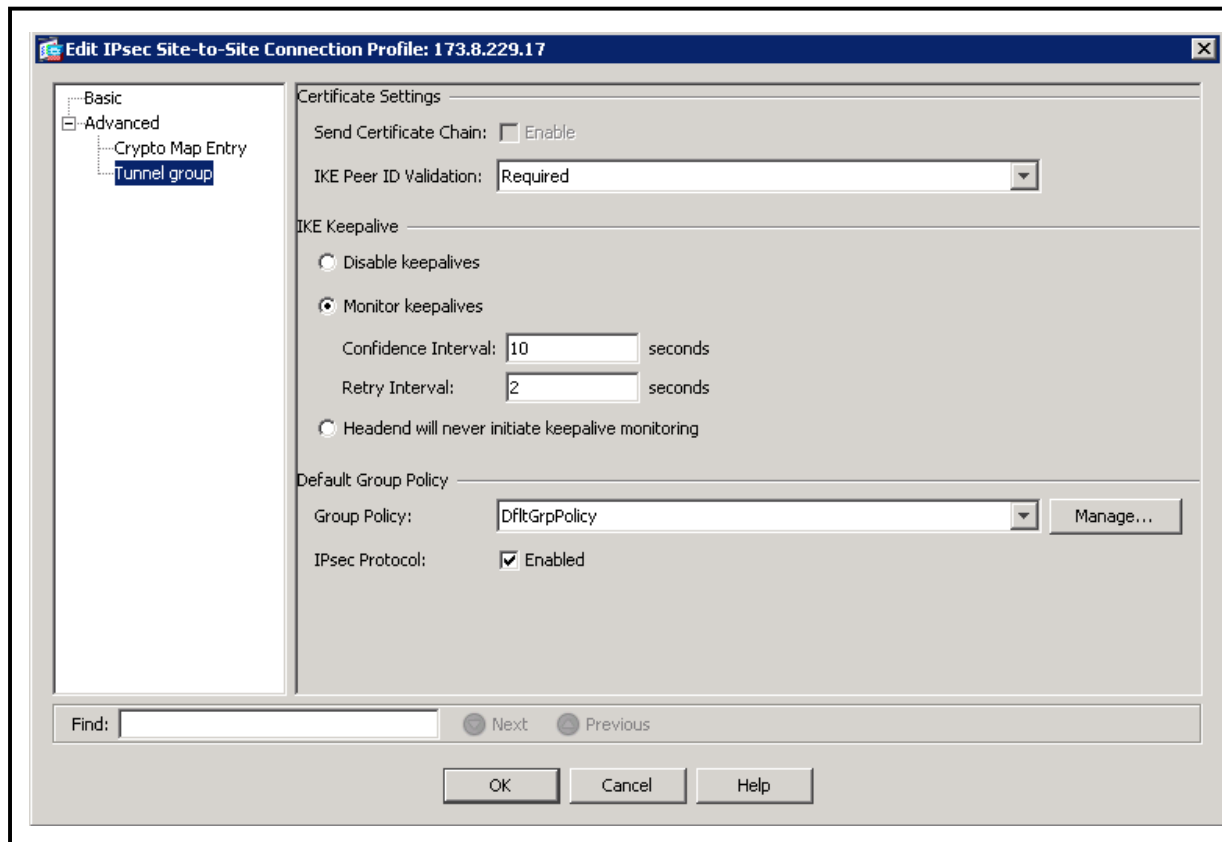 Edit IPsec Site-to-Site Connection Profile: 173.8.229.17
Basic
Advanced
Crypto Map Entry
Tunnel group
Certificate Settings
Send Certificate Chain: Enable
IKE Peer ID Validation: Required
IKE Keepalive
Disable keepalives
Monitor keepalives
Confidence Interval: 10 seconds
Retry Interval: 2 seconds
Headend will never initiate keepalive monitoring
Default Group Policy
Group Policy: DfltGrpPolicy Manage...
IPsec Protocol: Enabled
Find: Next Previous
OK Cancel Help